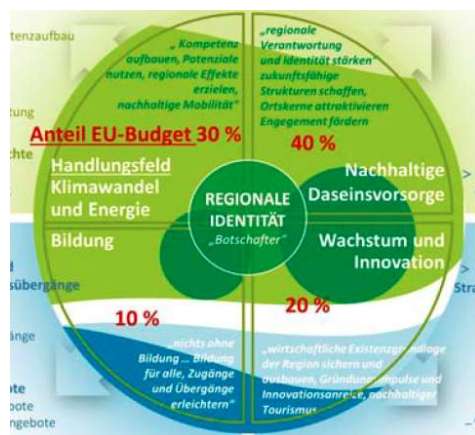 „ Kompetenz
aufbauen, Potenziale
nutzen, regionale Effekte
erzielen,
nachhaltige Mobilität“
„regionale
Verantwortung
und Identität stärken“
zukunftsfähige
Strukturen schaffen,
Ortskerne attraktivieren
Engagement fördern
Anteil EU-Budget 30 %
40 %
Handlungsfeld
Klimawandel
und Energie
Nachhaltige
Daseinsvorsorge
REGIONALE
IDENTITÄT
„Botschafter“
Bildung
Wachstum und
Innovation
10 %
20 %
„nichts ohne
Bildung ... Bildung
für alle, Zugänge
und Übergänge
erleichtern“
„wirtschaftliche Existenzgrundlage
der Region sichern und
ausbauen, Gründungsimpulse und
Innovationsanreize, nachhaltiger
Tourismus
tenzaufbau
tung
chte
sübergänge
änge
ote
bote
ngebote
>
>
Stra